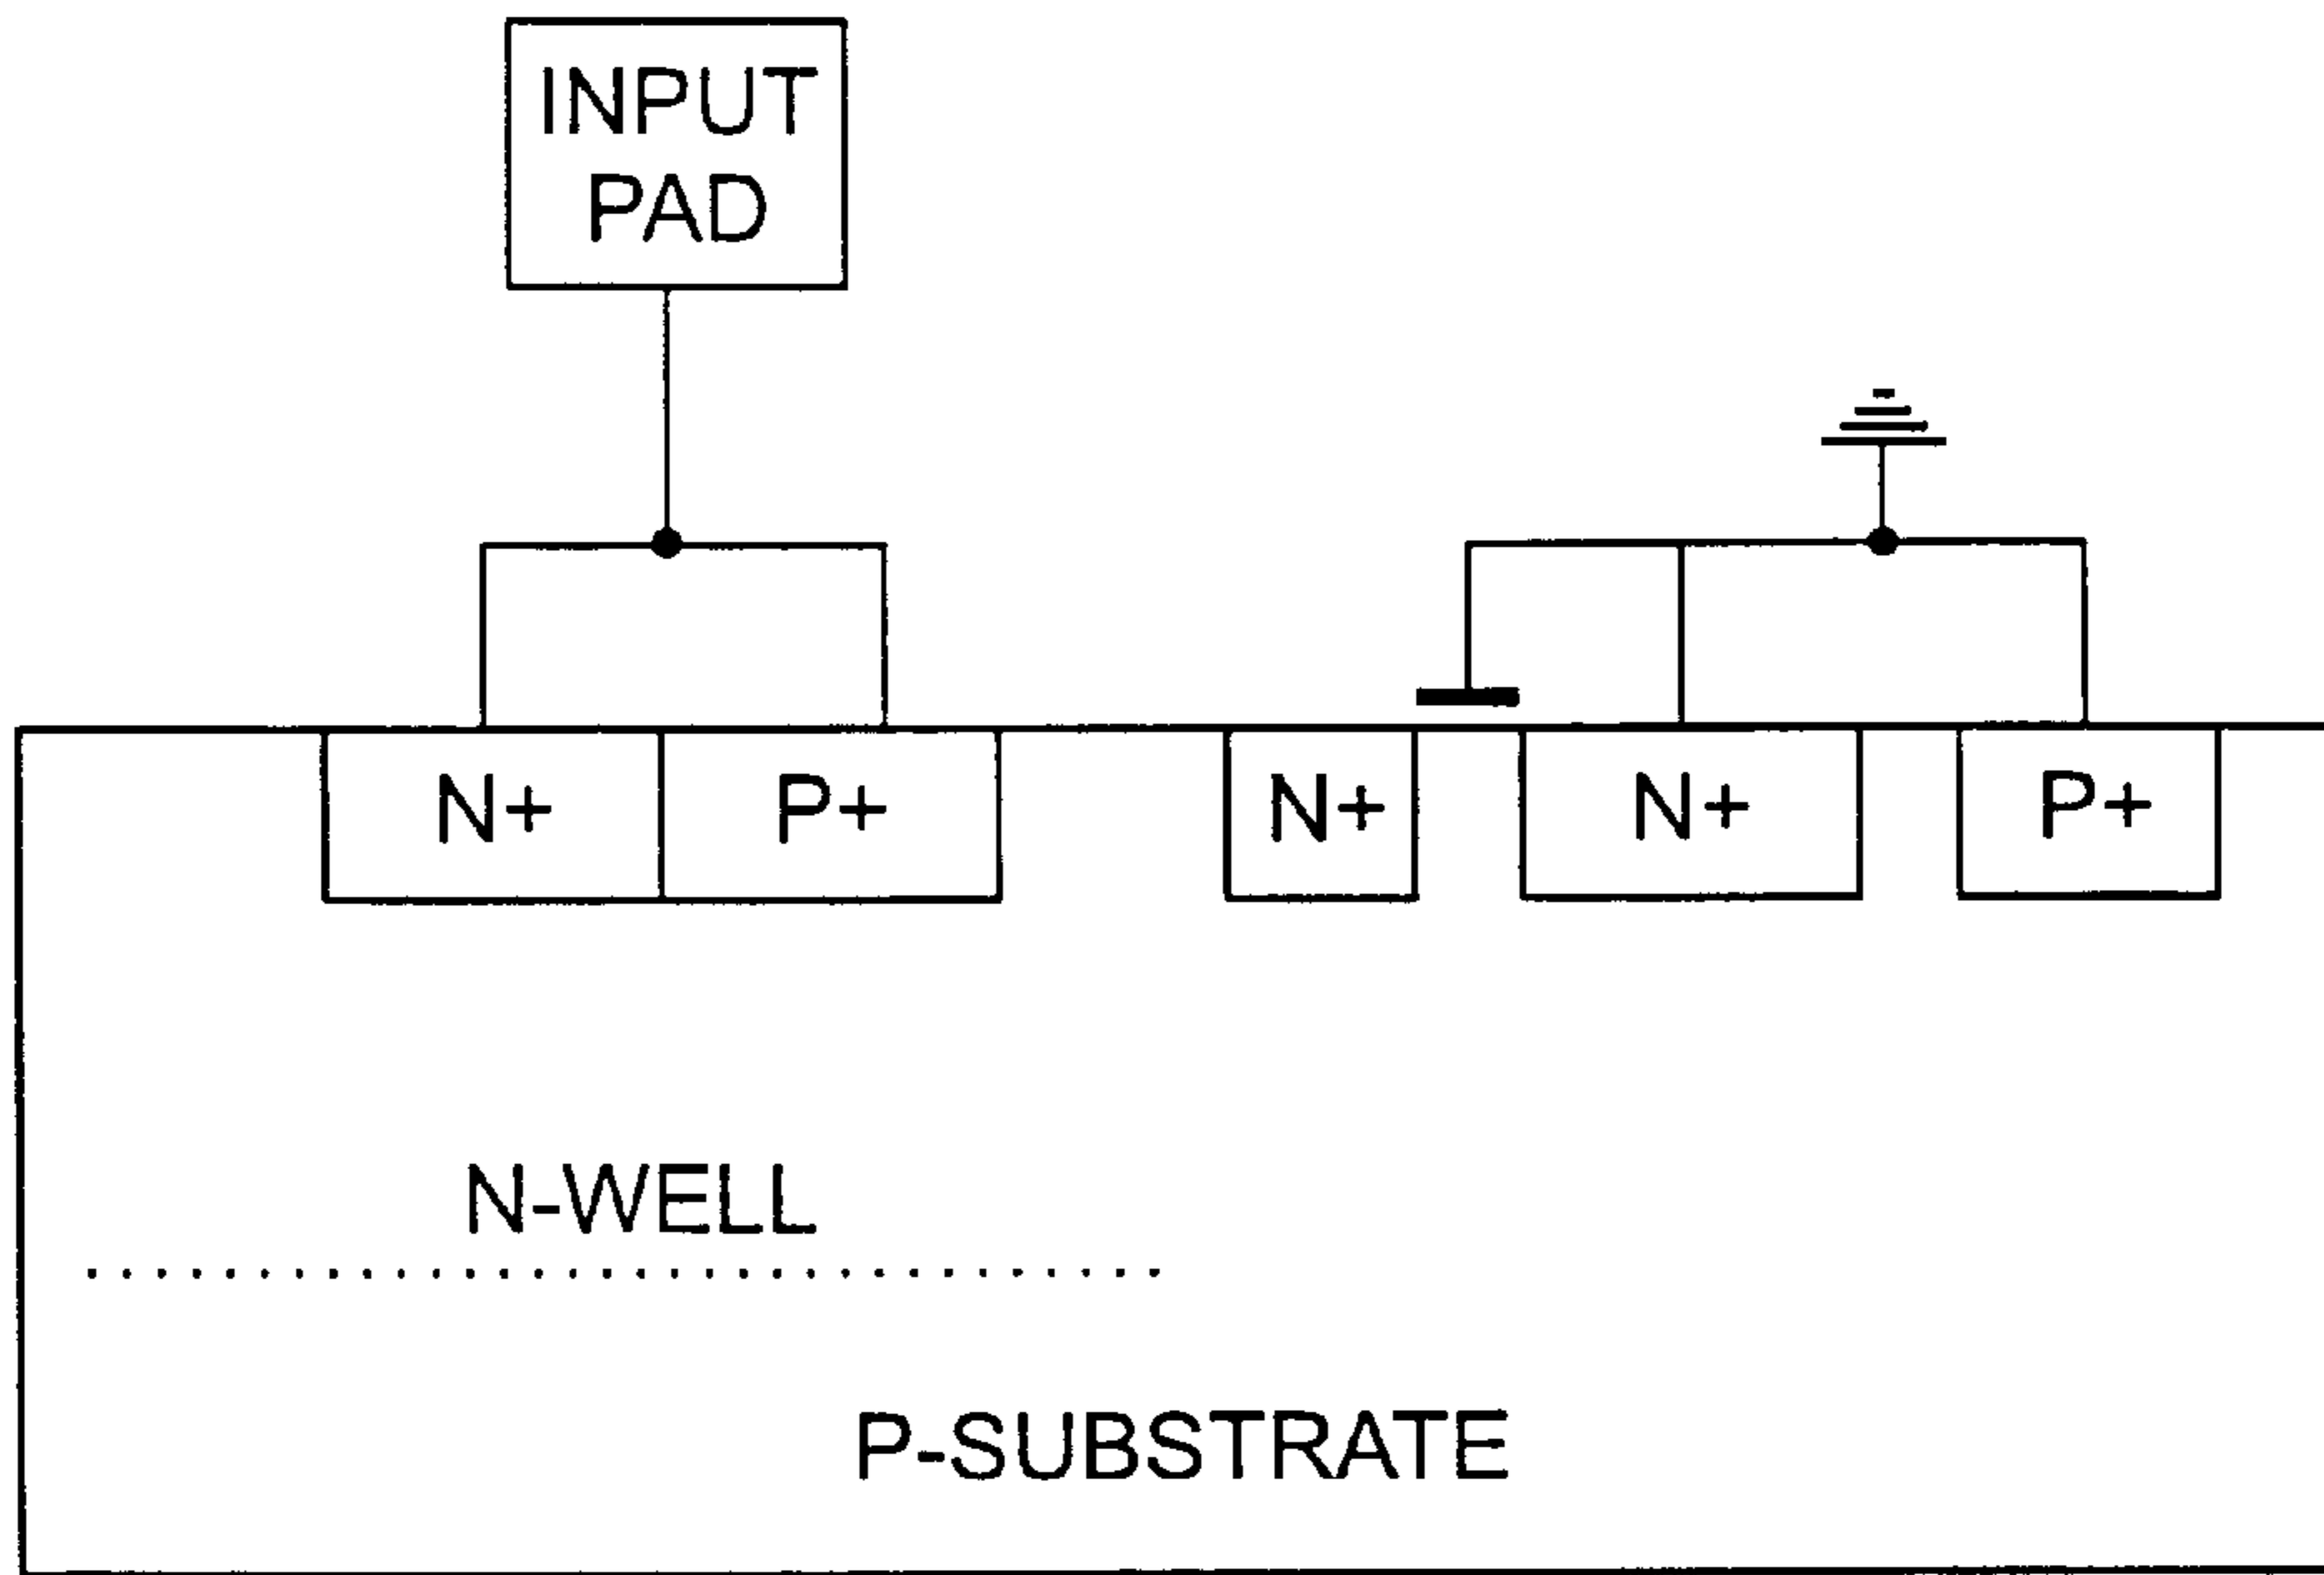 INPUT
PAD
N+ P+ N+ N+ P+
N-WELL
P-SUBSTRATE